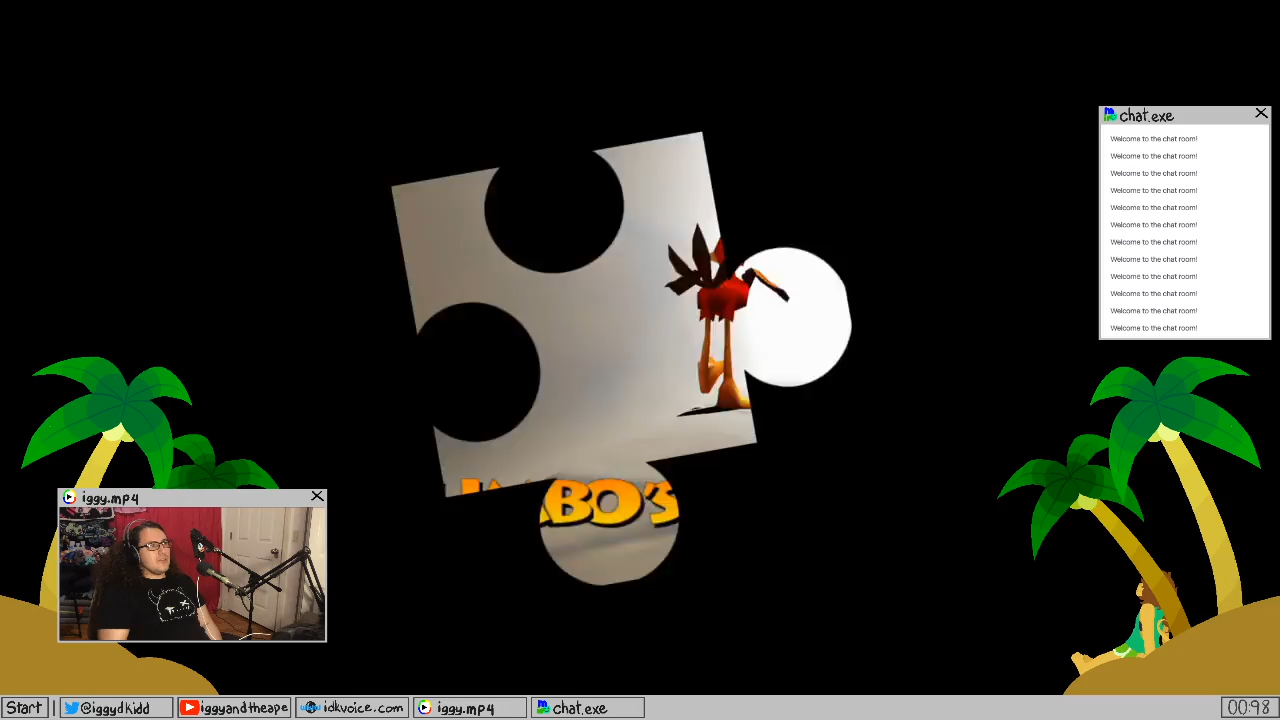 chat.exe
Welcome to the chat room!
Welcome to the chat room!
Welcome to the chat room!
Welcome to the chat room!
Welcome to the chat room!
Welcome to the chat room!
Welcome to the chat room!
Welcome to the chat room!
Welcome to the chat room!
Welcome to the chat room!
Welcome to the chat room!
Welcome to the chat room!
BO'S
iggy.mp4
Start | @iggydkidd iggyandtheape idkvoice.com iggy.mp4 chat.exe 00:98